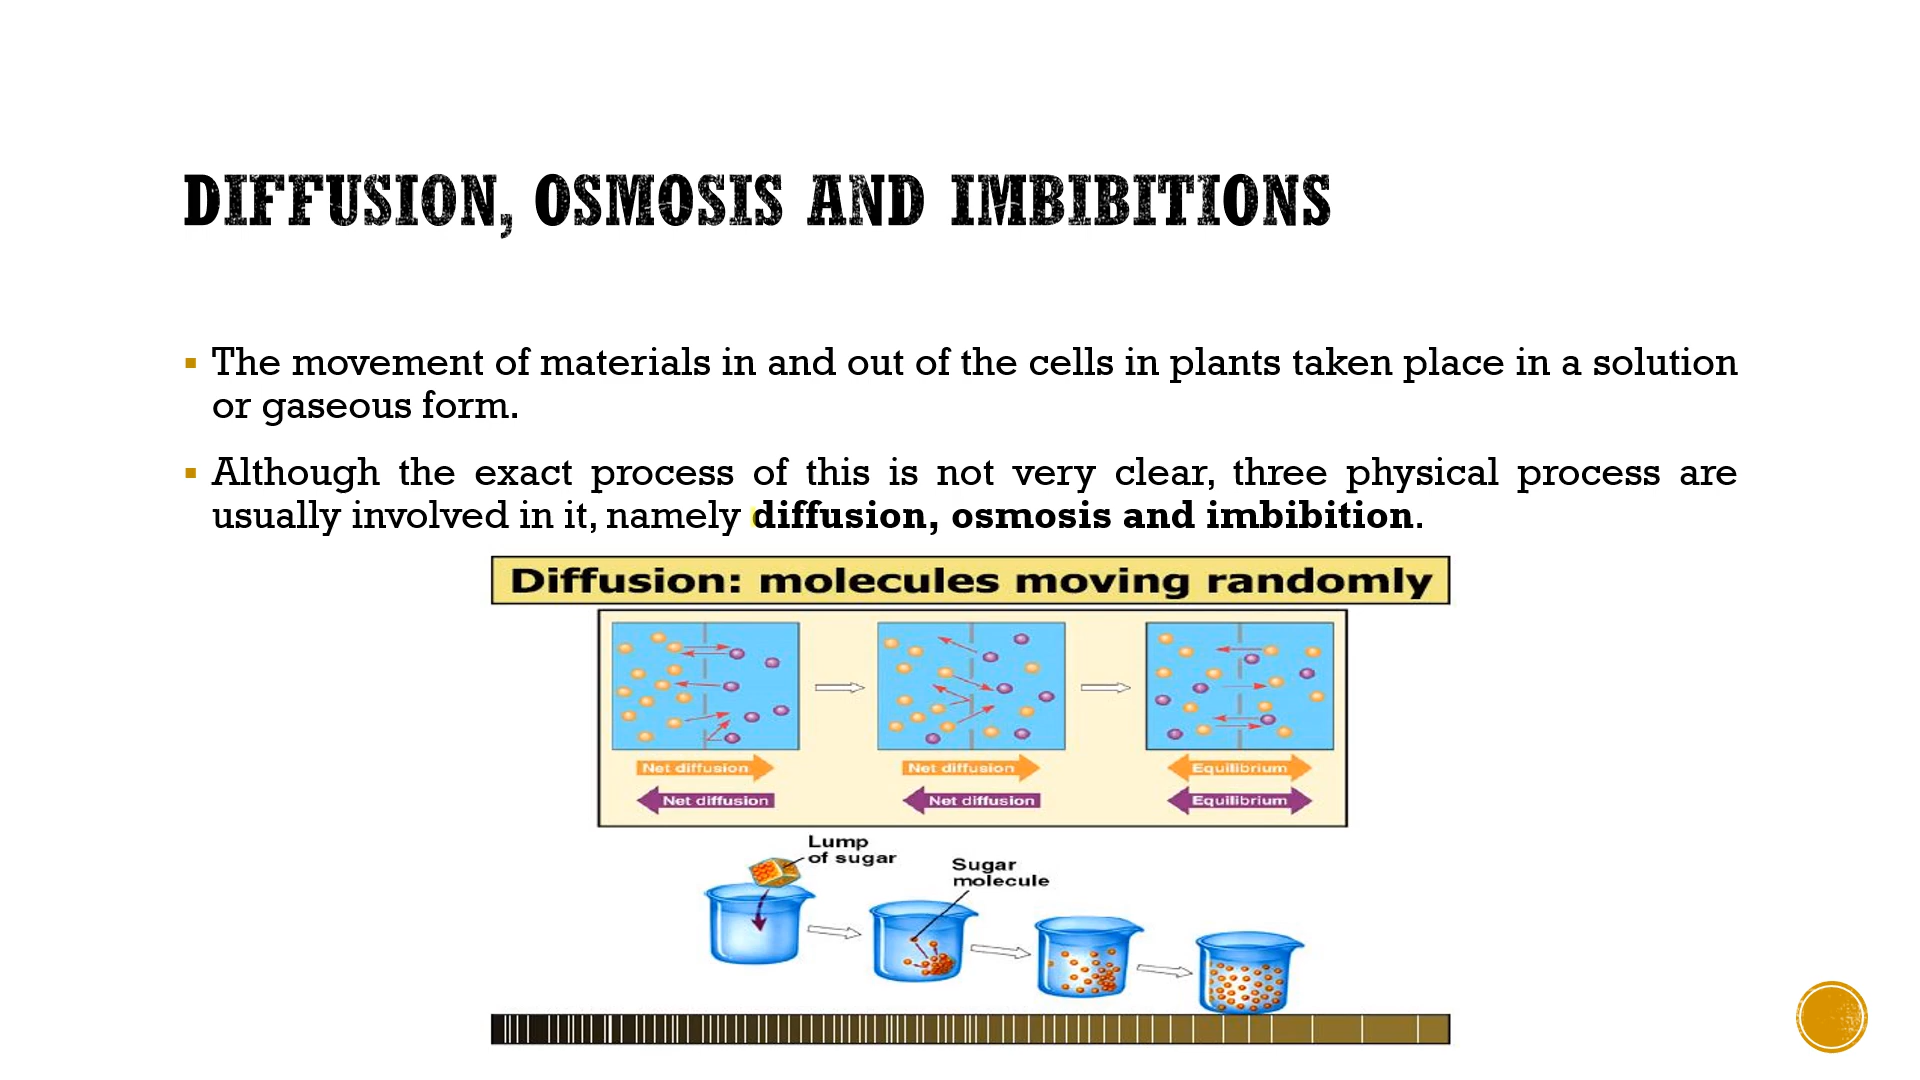 DIFFUSION, OSMOSIS AND IMBIBITIONS
▪ The movement of materials in and out of the cells in plants taken place in a solution
or gaseous form.
▪ Although the exact process of this is not very clear, three physical process are
usually involved in it, namely diffusion, osmosis and imbibition.
Diffusion: molecules moving randomly
Net diffusion
Net diffusion
Equilibrium
Net diffusion
Net diffusion
Equilibrium
Lump
of sugar
Sugar
molecule